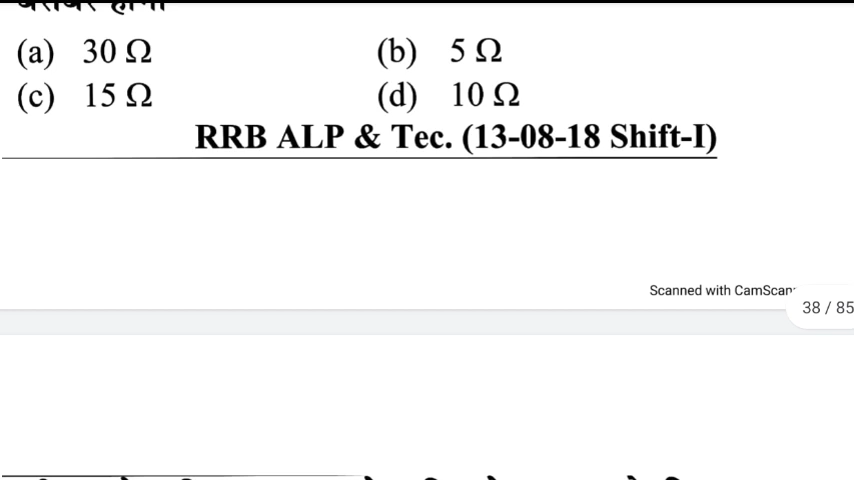 (a) 30 Ω (b) 5 Ω
(c) 15 Ω (d) 10 Ω
RRB ALP & Tec. (13-08-18 Shift-I)
Scanned with CamScan
38 / 85